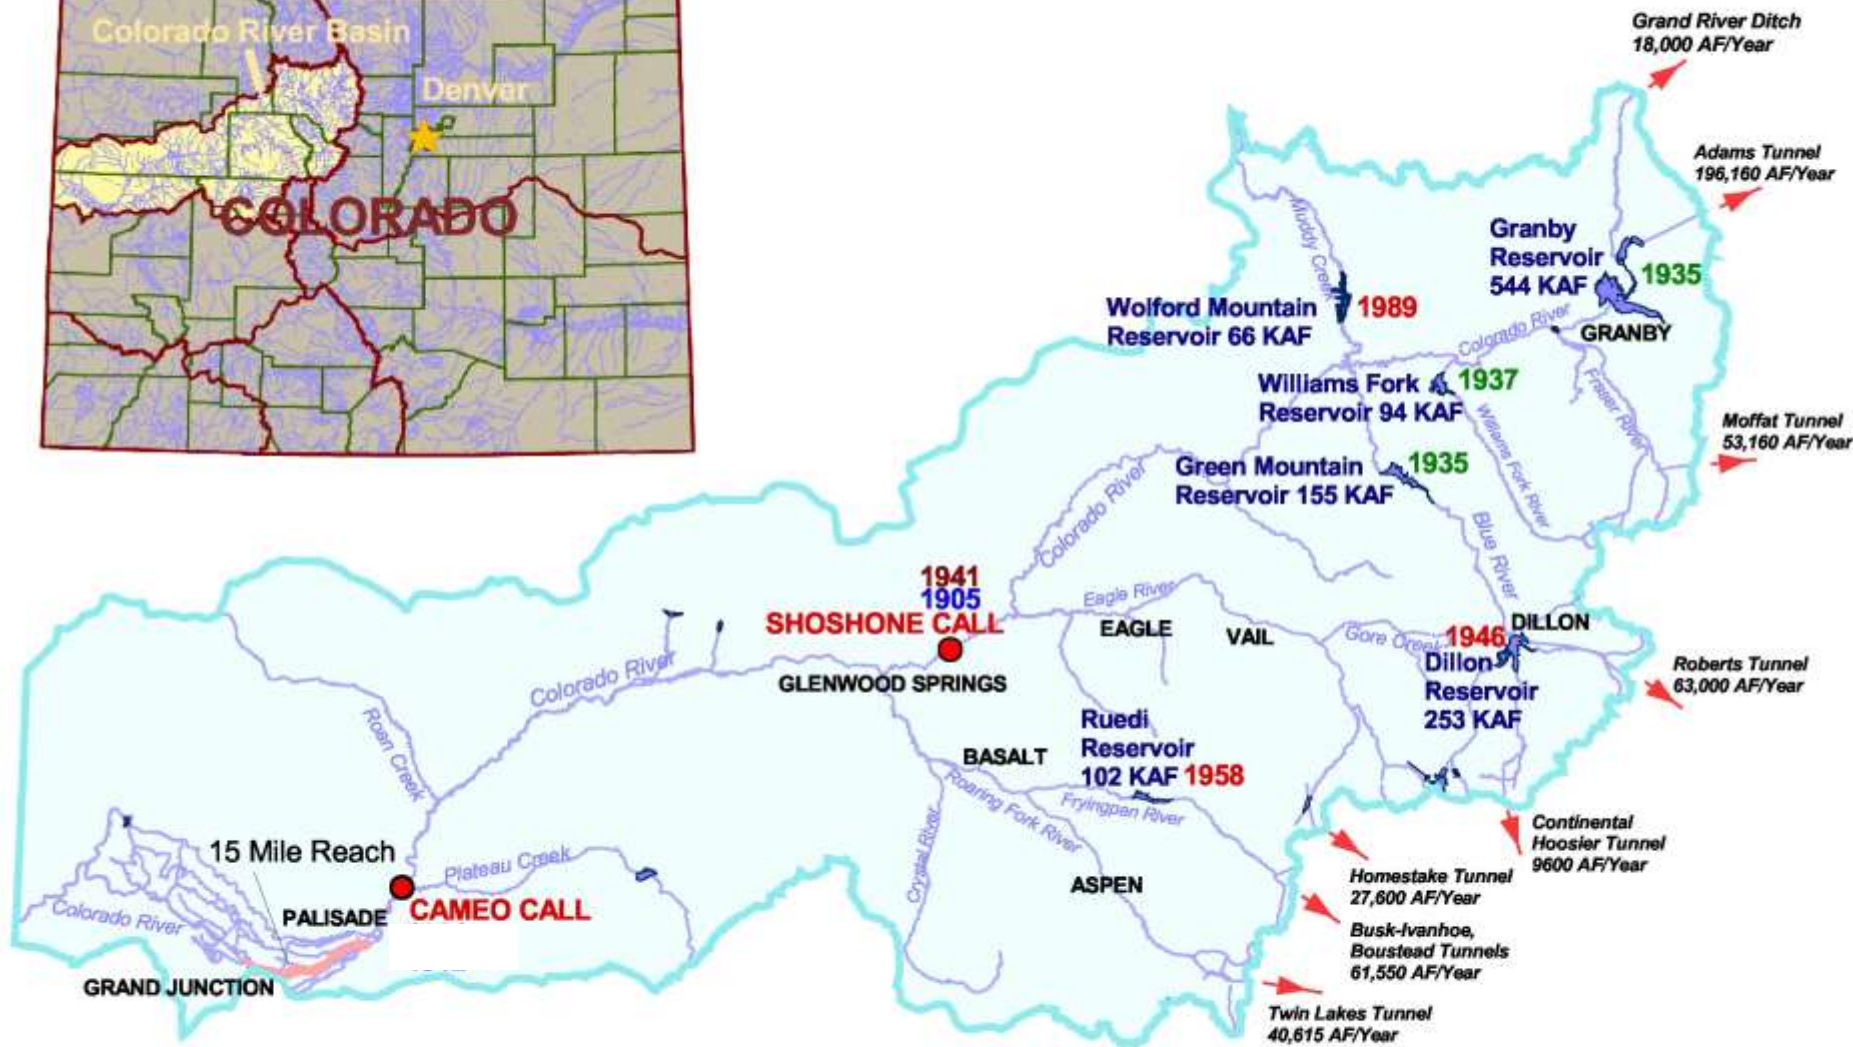 Colorado River Basin
Denver
COLORADO
Grand River Ditch
18,000 AF/Year
Adams Tunnel
196,160 AF/Year
Muddy Creek
Granby
Reservoir
544 KAF
1935
Wolford Mountain
Reservoir 66 KAF
1989
Colorado River
GRANBY
Williams Fork
Reservoir 94 KAF
1937
Fraser River
Williams Fork River
Moffat Tunnel
53,160 AF/Year
Green Mountain
Reservoir 155 KAF
1935
Colorado River
Blue River
1941
1905
SHOSHONE CALL
Eagle River
EAGLE
VAIL
Gore Creek
1946
DILLON
Dillon
Reservoir
253 KAF
Roberts Tunnel
63,000 AF/Year
Colorado River
GLENWOOD SPRINGS
Roan Creek
Ruedi
Reservoir
102 KAF 1958
BASALT
Roaring Fork River
Fryingpan River
Crystal River
ASPEN
Continental
Hoosier Tunnel
9600 AF/Year
Homestake Tunnel
27,600 AF/Year
Busk-Ivanhoe,
Boustead Tunnels
61,550 AF/Year
Twin Lakes Tunnel
40,615 AF/Year
15 Mile Reach
Plateau Creek
PALISADE
CAMEO CALL
Colorado River
GRAND JUNCTION